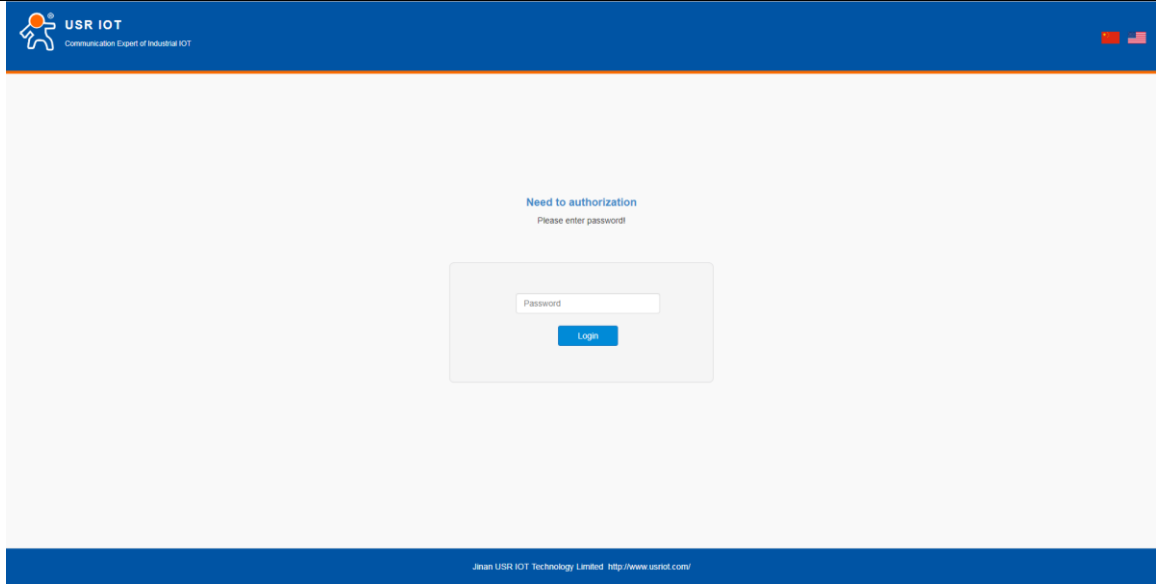 USR IOT
Communication Expert of Industrial IOT
Need to authorization
Please enter password!
Password
Login
Jinan USR IOT Technology Limited http://www.usriot.com/